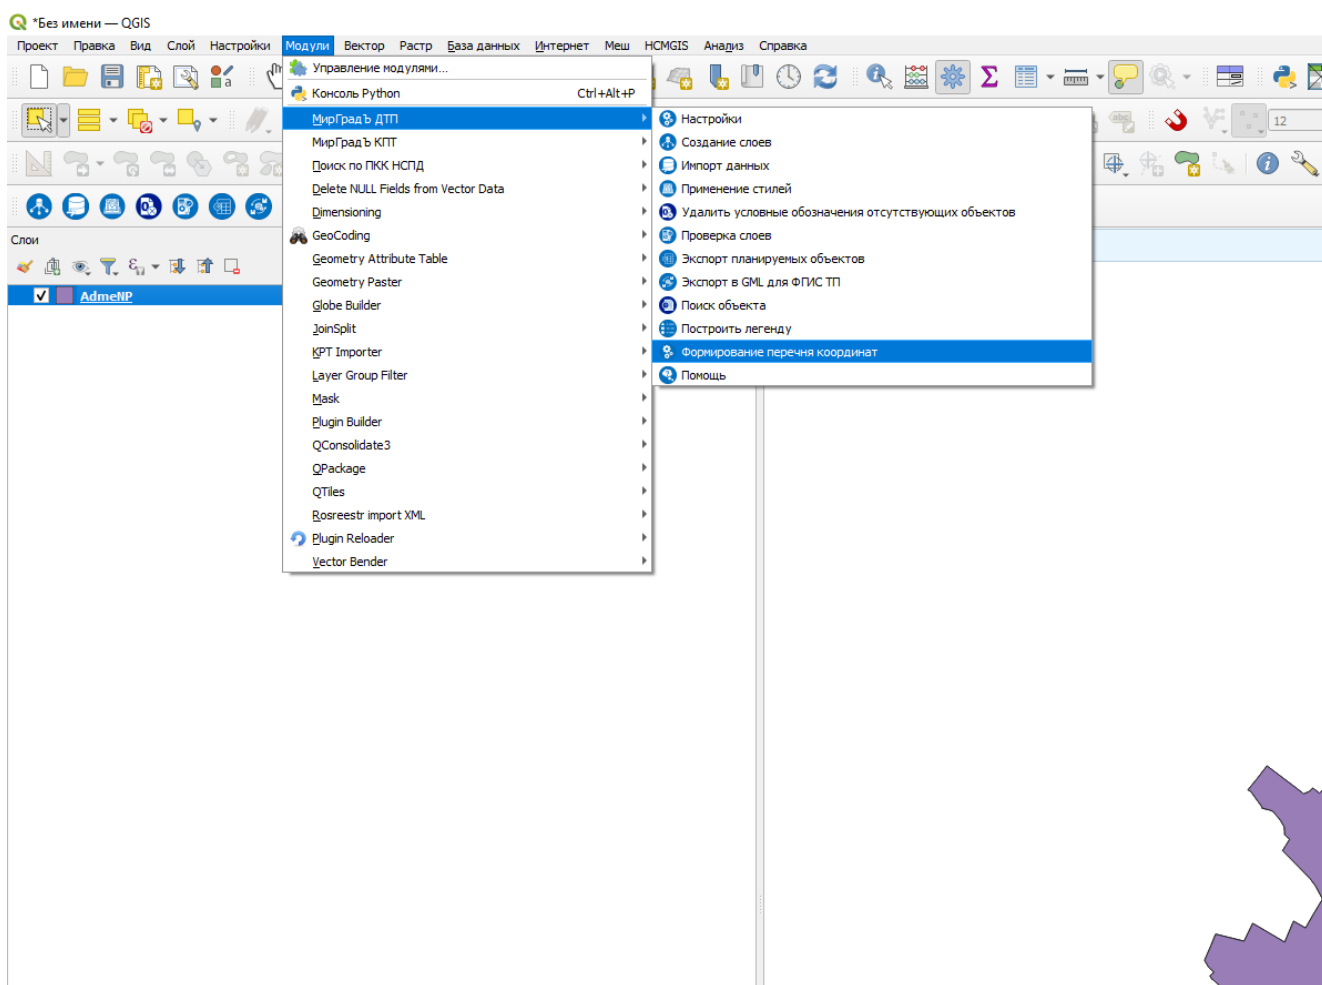 *Без имени — QGIS
Проект Правка Вид Слой Настройки Модули Вектор Растр База данных Интернет Меш HCMGIS Анализ Справка
Управление модулями...
Консоль Python Ctrl+Alt+P
МирГрадЪ ДТП
МирГрадЪ КПТ
Поиск по ПКК НСПД
Delete NULL Fields from Vector Data
Dimensioning
GeoCoding
Geometry Attribute Table
Geometry Paster
Globe Builder
JoinSplit
KPT Importer
Layer Group Filter
Mask
Plugin Builder
QConsolidate3
QPackage
QTiles
Rosreestr import XML
Plugin Reloader
Vector Bender
Настройки
Создание слоев
Импорт данных
Применение стилей
Удалить условные обозначения отсутствующих объектов
Проверка слоев
Экспорт планируемых объектов
Экспорт в GML для ФГИС ТП
Поиск объекта
Построить легенду
Формирование перечня координат
Помощь
abc
12
Слои
AdmeNP